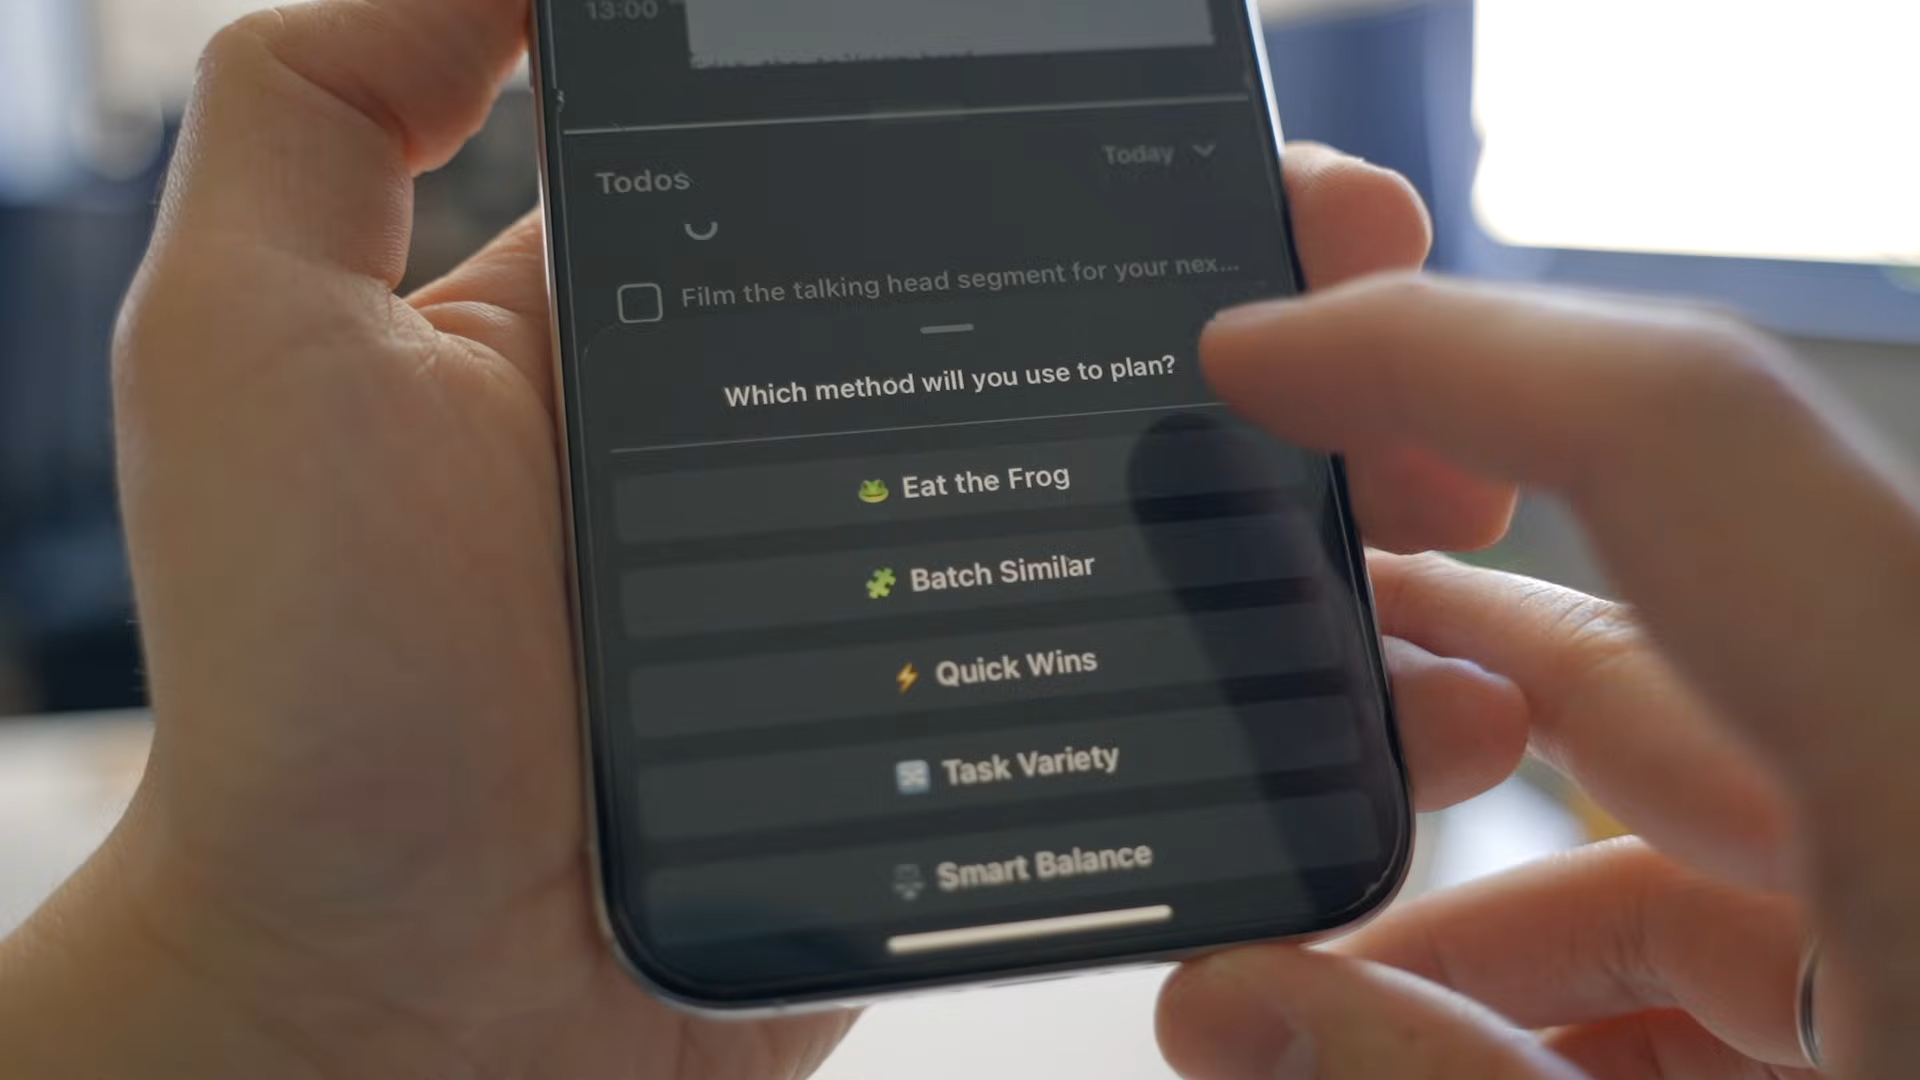 13:00
Todos
Today
Film the talking head segment for your nex...
Which method will you use to plan?
Eat the Frog
Batch Similar
Quick Wins
Task Variety
Smart Balance